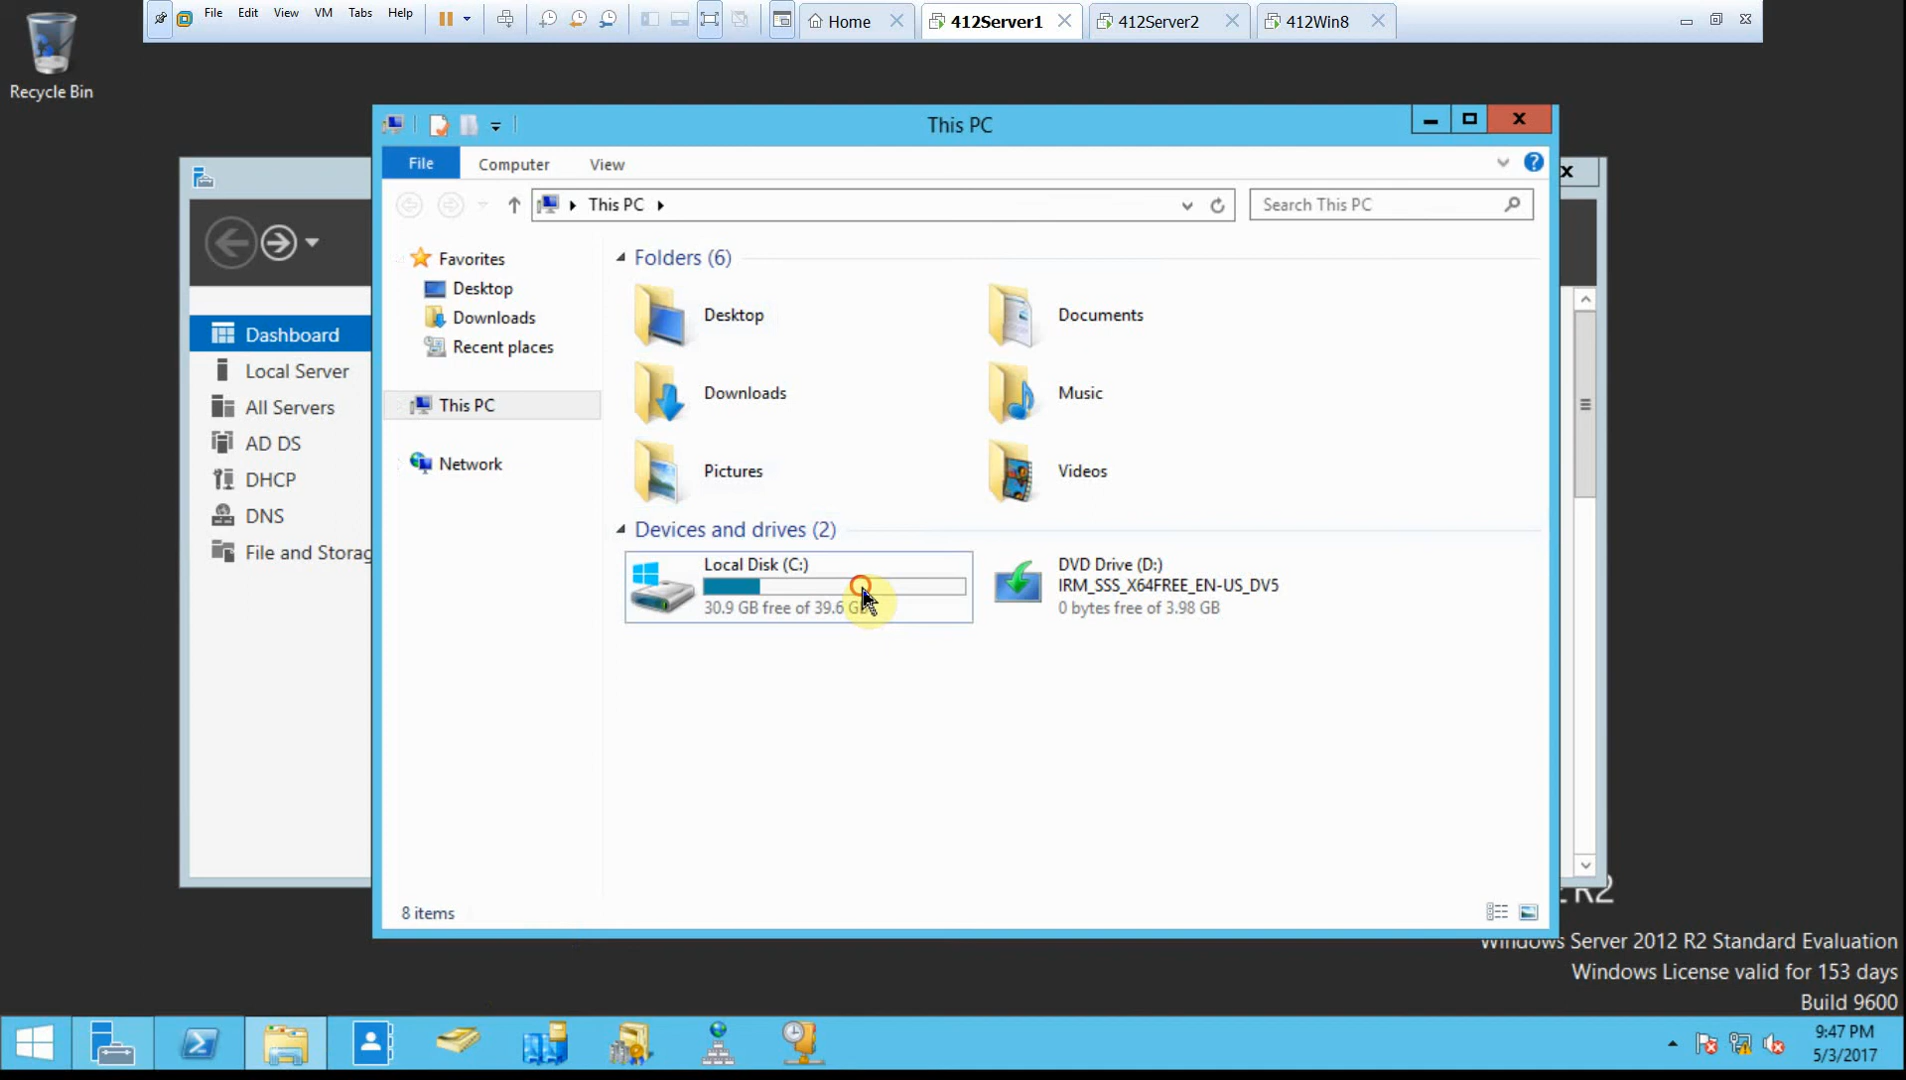 File Edit View VM Tabs Help
Home 412Server1 412Server2 412Win8
Recycle Bin
This PC
File Computer View
This PC
Search This PC
Favorites
Desktop
Downloads
Recent places
This PC
Network
Dashboard
Local Server
All Servers
AD DS
DHCP
DNS
File and Storag
Folders (6)
Desktop
Documents
Downloads
Music
Pictures
Videos
Devices and drives (2)
Local Disk (C:)
30.9 GB free of 39.6 G
DVD Drive (D:)
IRM_SSS_X64FREE_EN-US_DV5
0 bytes free of 3.98 GB
8 items
R2
Windows Server 2012 R2 Standard Evaluation
Windows License valid for 153 days
Build 9600
9:47 PM
5/3/2017